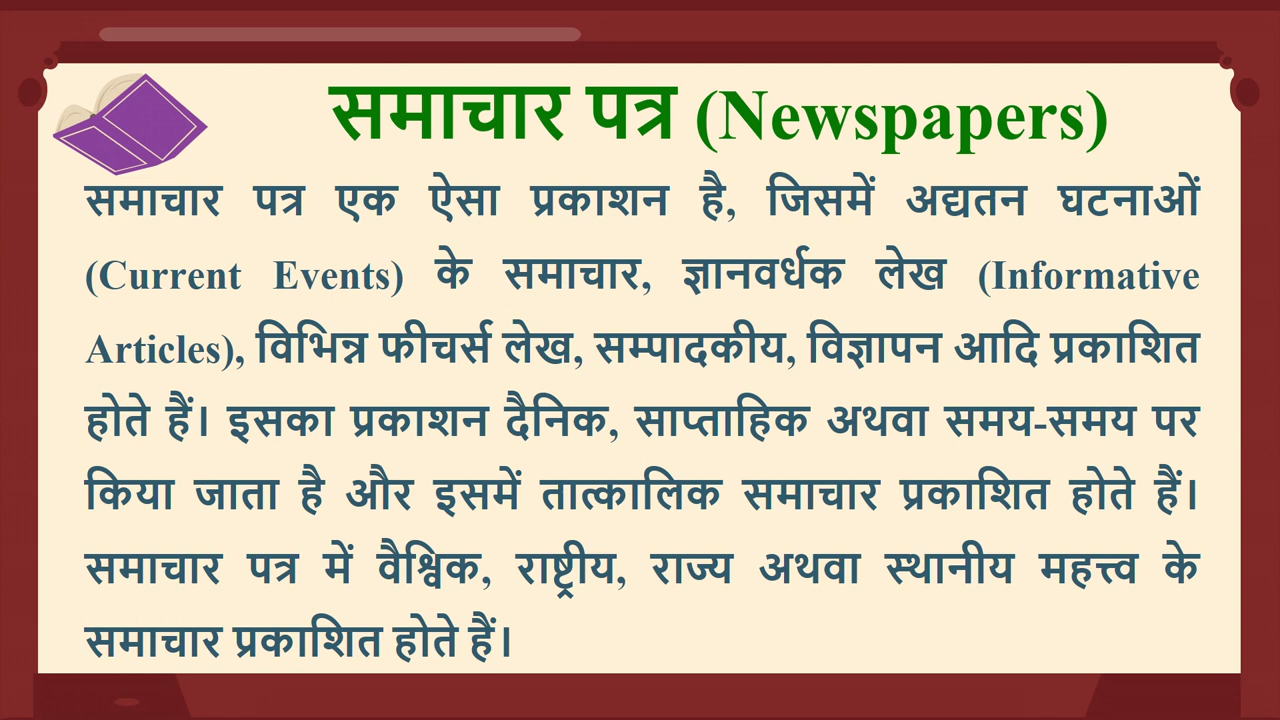 समाचार पत्र (Newspapers)
समाचार पत्र एक ऐसा प्रकाशन है, जिसमें अद्यतन घटनाओं
(Current Events) के समाचार, ज्ञानवर्धक लेख (Informative
Articles), विभिन्न फीचर्स लेख, सम्पादकीय, विज्ञापन आदि प्रकाशित
होते हैं। इसका प्रकाशन दैनिक, साप्ताहिक अथवा समय-समय पर
किया जाता है और इसमें तात्कालिक समाचार प्रकाशित होते हैं।
समाचार पत्र में वैश्विक, राष्ट्रीय, राज्य अथवा स्थानीय महत्त्व के
समाचार प्रकाशित होते हैं।